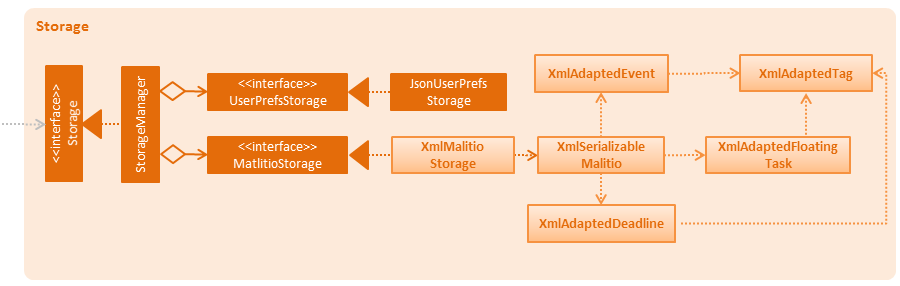 Storage
<<interface>>
Storage
StorageManager
<<interface>>
UserPrefsStorage
JsonUserPrefs
Storage
<<interface>>
MatlitioStorage
XmlMalitio
Storage
XmlSerializable
Malitio
XmlAdaptedEvent
XmlAdaptedTag
XmlAdaptedFloating
Task
XmlAdaptedDeadline